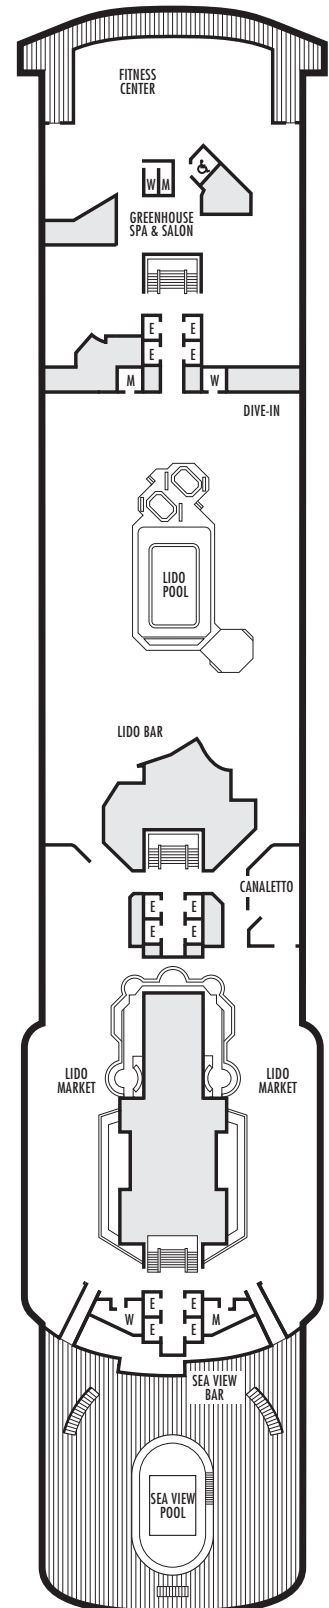 FITNESS
CENTER
W M
GREENHOUSE
SPA & SALON
E E
E E
M W
DIVE-IN
LIDO
POOL
LIDO BAR
CANALETTO
E E
E E
LIDO
MARKET
LIDO
MARKET
E E
W M
E E
SEA VIEW
BAR
SEA VIEW
POOL